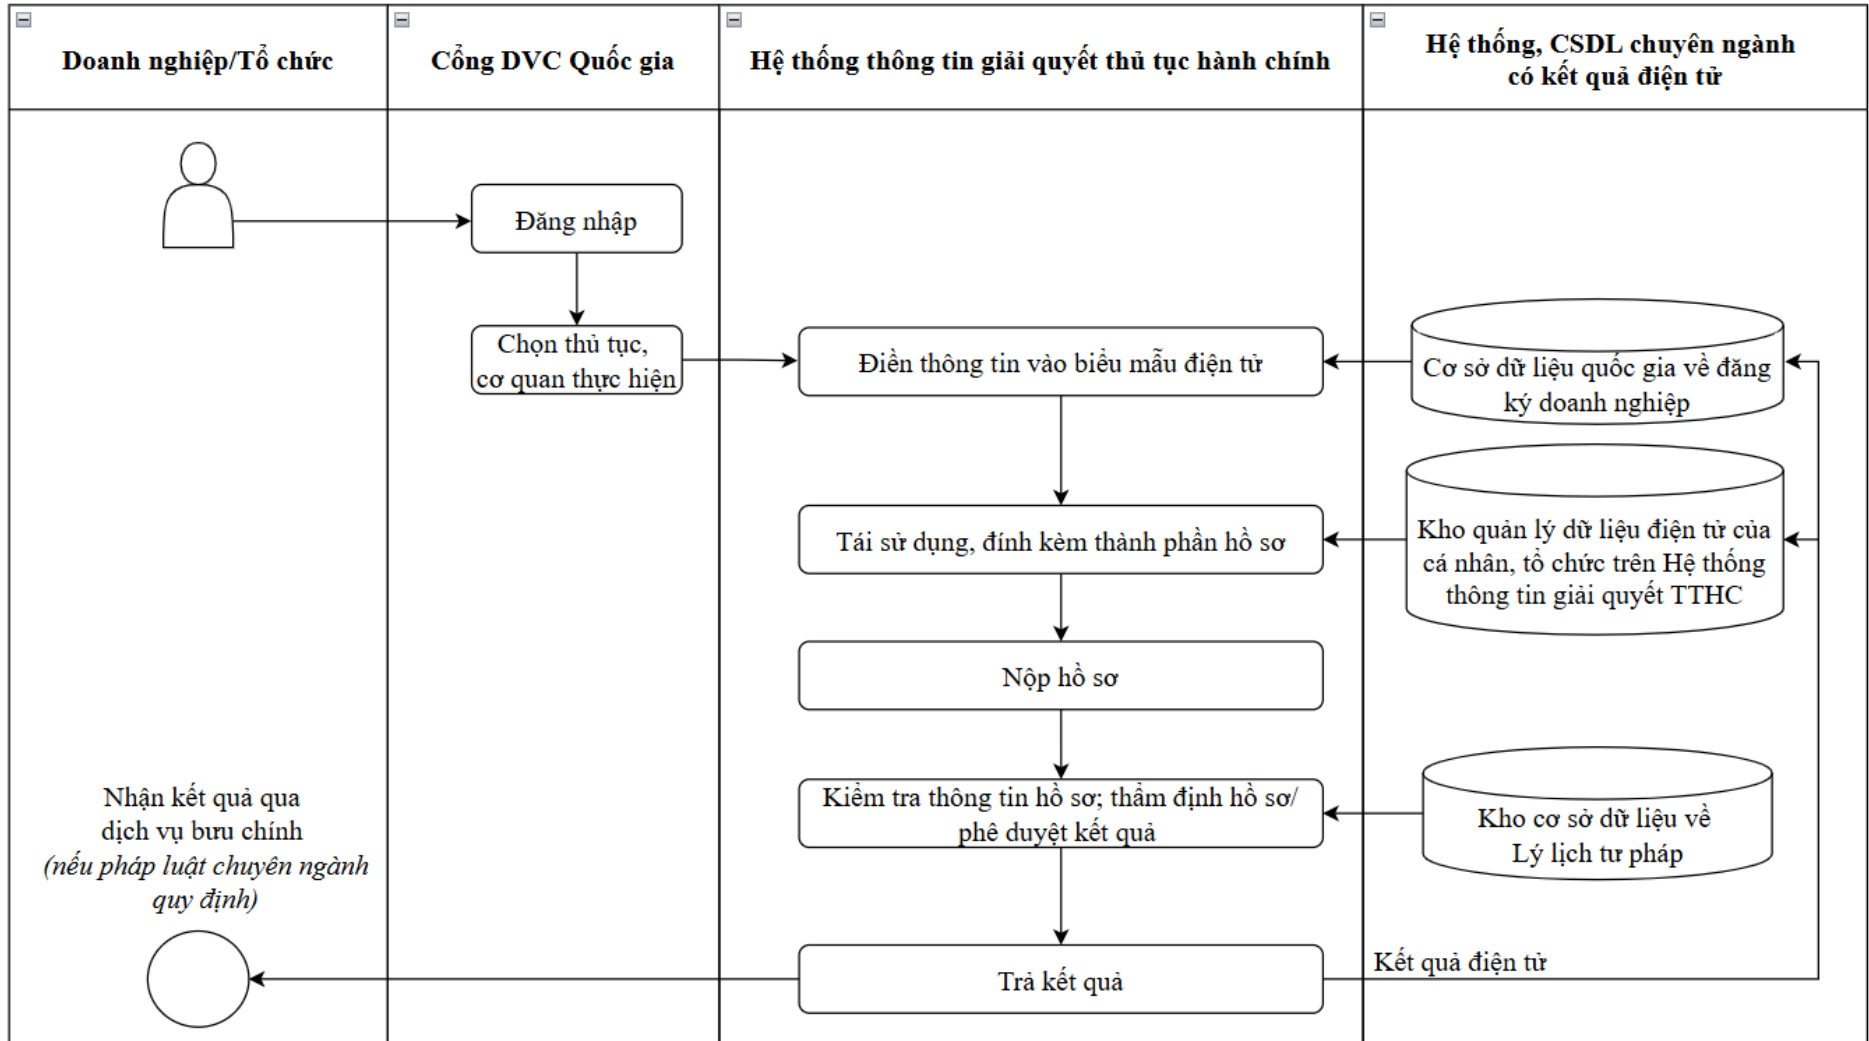 Doanh nghiệp/Tổ chức
Cổng DVC Quốc gia
Hệ thống thông tin giải quyết thủ tục hành chính
Hệ thống, CSDL chuyên ngành
có kết quả điện tử
Đăng nhập
Chọn thủ tục,
cơ quan thực hiện
Điền thông tin vào biểu mẫu điện tử
Cơ sở dữ liệu quốc gia về đăng
ký doanh nghiệp
Tái sử dụng, đính kèm thành phần hồ sơ
Kho quản lý dữ liệu điện tử của
cá nhân, tổ chức trên Hệ thống
thông tin giải quyết TTHC
Nộp hồ sơ
Kiểm tra thông tin hồ sơ; thẩm định hồ sơ/
phê duyệt kết quả
Kho cơ sở dữ liệu về
Lý lịch tư pháp
Nhận kết quả qua
dịch vụ bưu chính
(nếu pháp luật chuyên ngành
quy định)
Trả kết quả
Kết quả điện tử